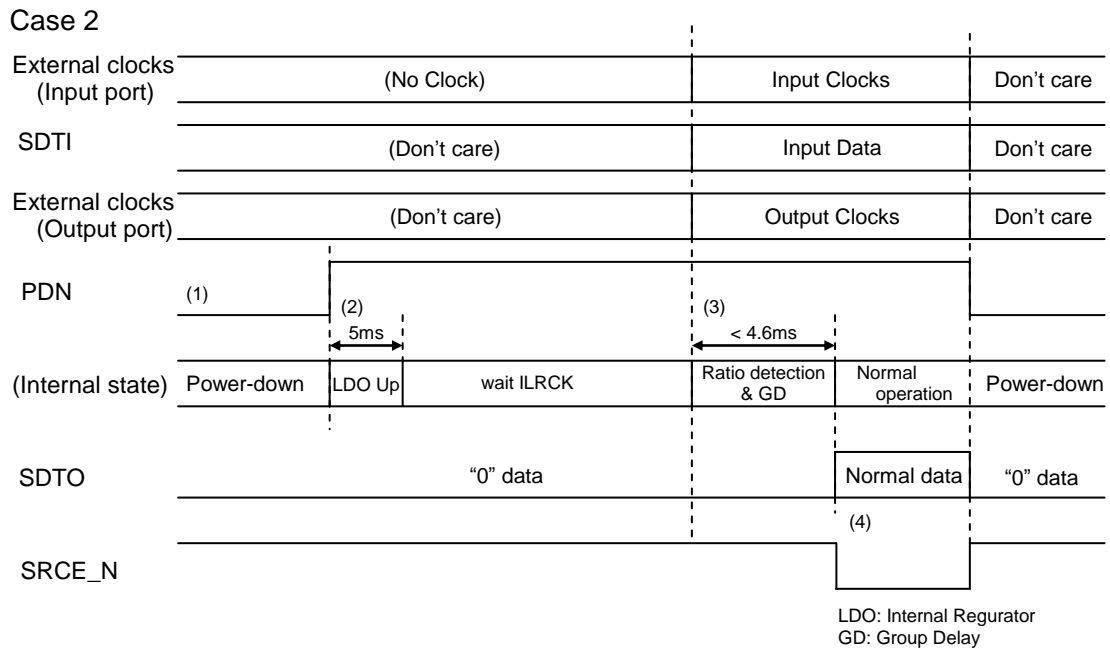 Case 2
External clocks
(Input port)
(No Clock)
Input Clocks
Don't care
SDTI
(Don't care)
Input Data
Don't care
External clocks
(Output port)
(Don't care)
Output Clocks
Don't care
PDN
(1)
(2)
(3)
5ms
< 4.6ms
(Internal state)
Power-down
LDO Up
wait ILRCK
Ratio detection
& GD
Normal
operation
Power-down
SDTO
“0” data
Normal data
“0” data
(4)
SRCE_N
LDO: Internal Regurator
GD: Group Delay